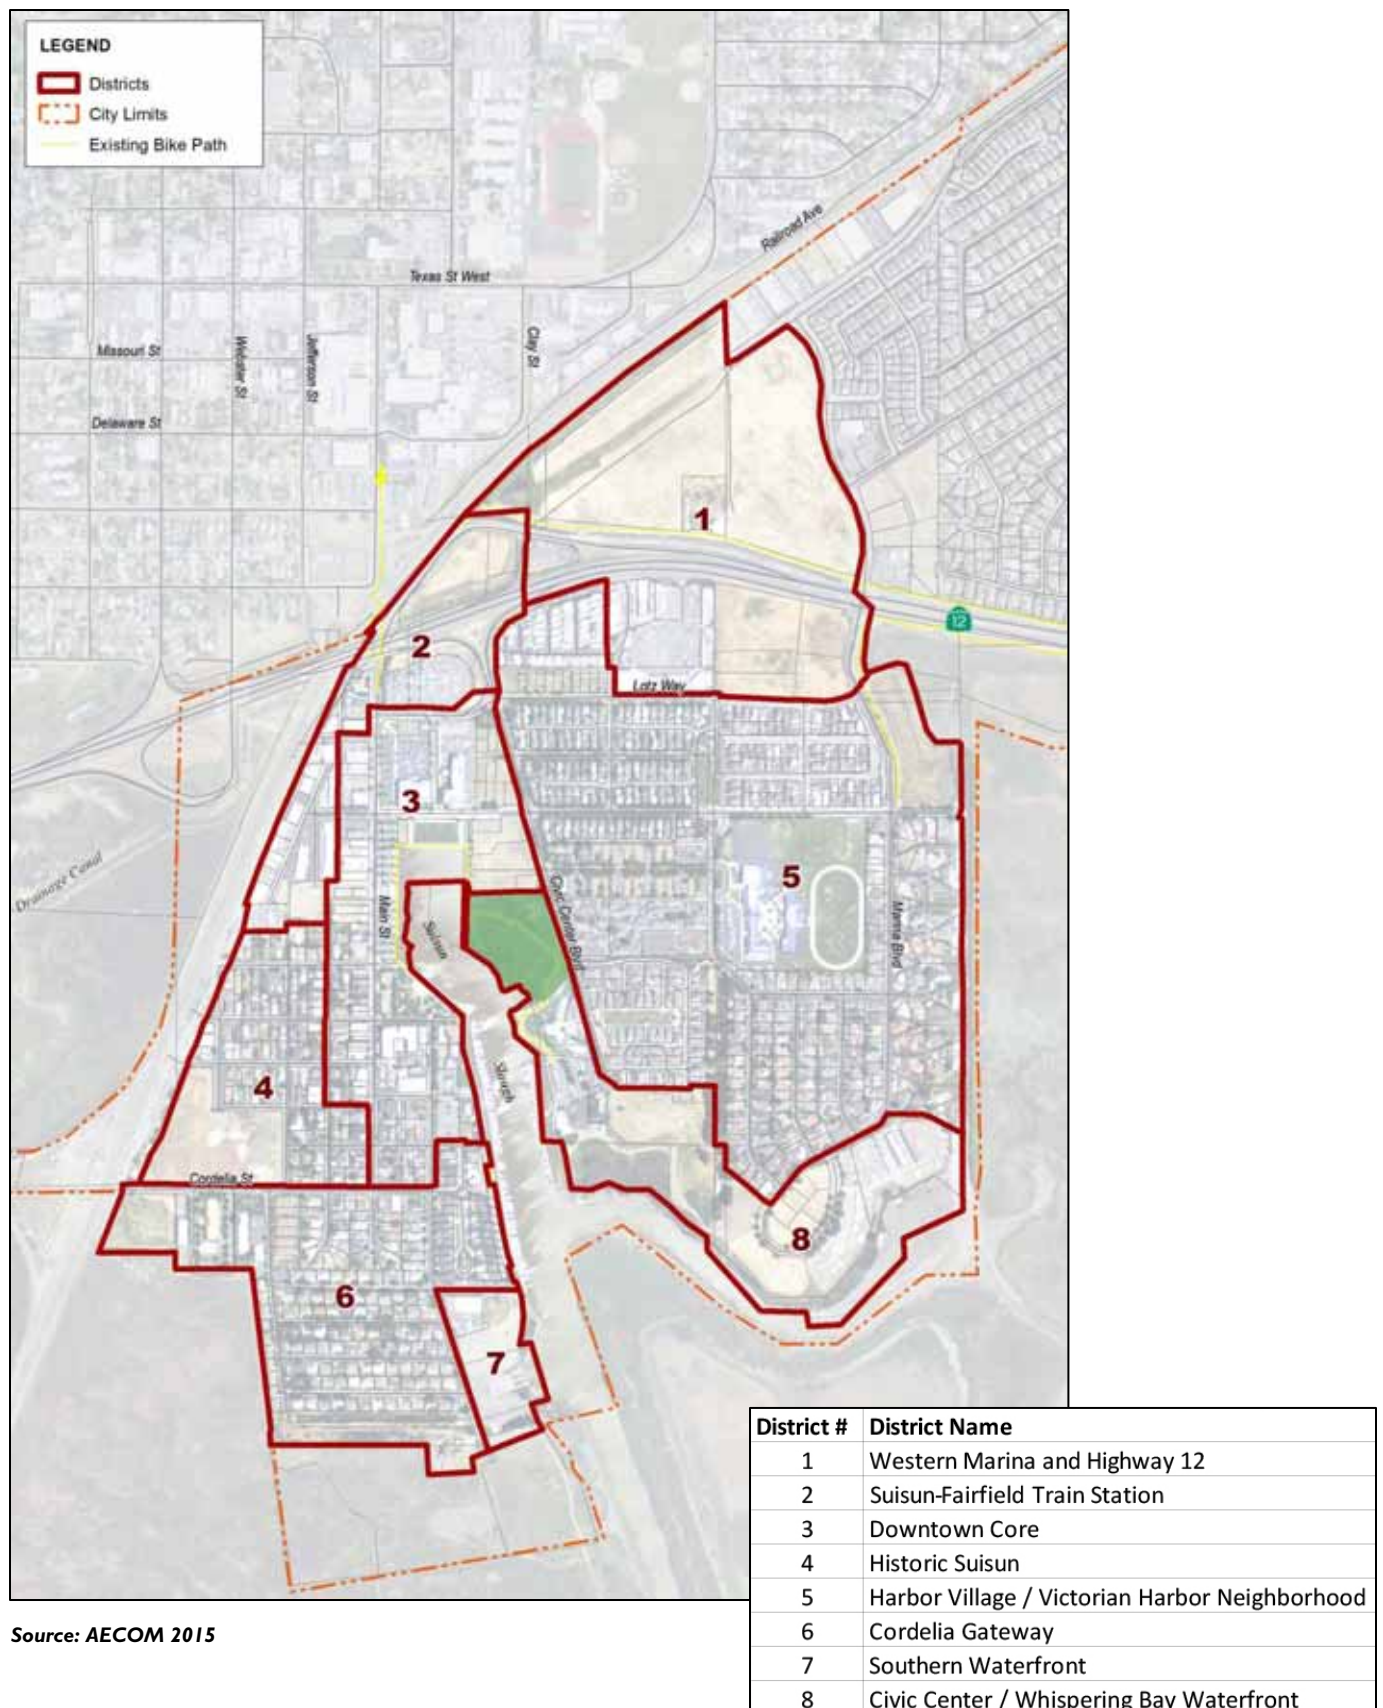 LEGEND
Districts
City Limits
Existing Bike Path
Railroad Ave
Texas St West
Missouri St
Webster St
Jefferson St
Clay St
Delaware St
1
12
2
Lotz Way
3
Drainage Canal
5
Main St
Suisun
Civic Center Blvd
Marina Blvd
Slough
4
Cordelia St
8
6
7
District # District Name
1 Western Marina and Highway 12
2 Suisun-Fairfield Train Station
3 Downtown Core
4 Historic Suisun
5 Harbor Village / Victorian Harbor Neighborhood
6 Cordelia Gateway
7 Southern Waterfront
8 Civic Center / Whispering Bay Waterfront
Source: AECOM 2015